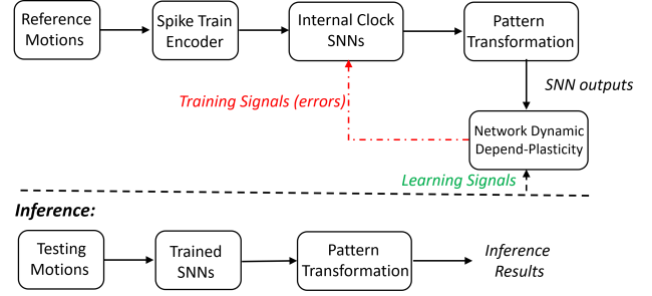 Reference
Motions
Spike Train
Encoder
Internal Clock
SNNs
Pattern
Transformation
Training Signals (errors)
SNN outputs
Network Dynamic
Depend-Plasticity
Learning Signals
Inference:
Testing
Motions
Trained
SNNs
Pattern
Transformation
Inference
Results